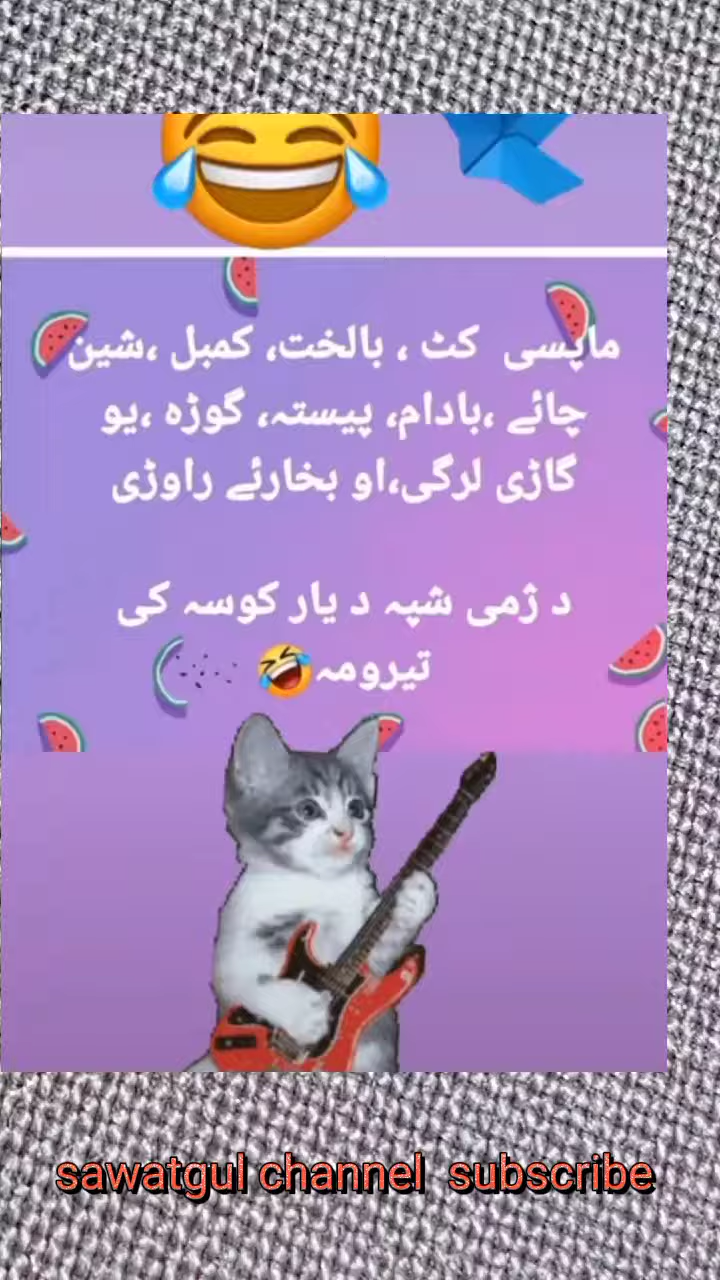 ماپسی کٹ ، بالخت، کمبل ،شین
چائے ،بادام، پیستہ، گوڑه ،یو
گاڑی لرگی،او بخارئے راوڑی
د ژمی شپہ د یار کوسہ کی
تیرومہ🤣
sawatgul channel subscribe